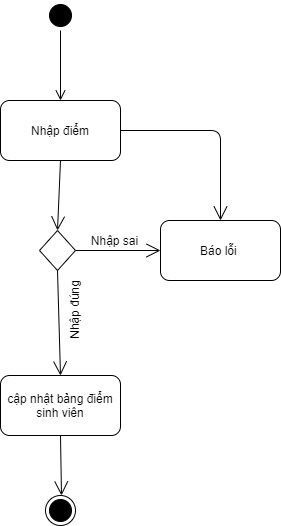 Nhập điểm
Nhập sai
Báo lỗi
Nhập đúng
cập nhật bảng điểm
sinh viên